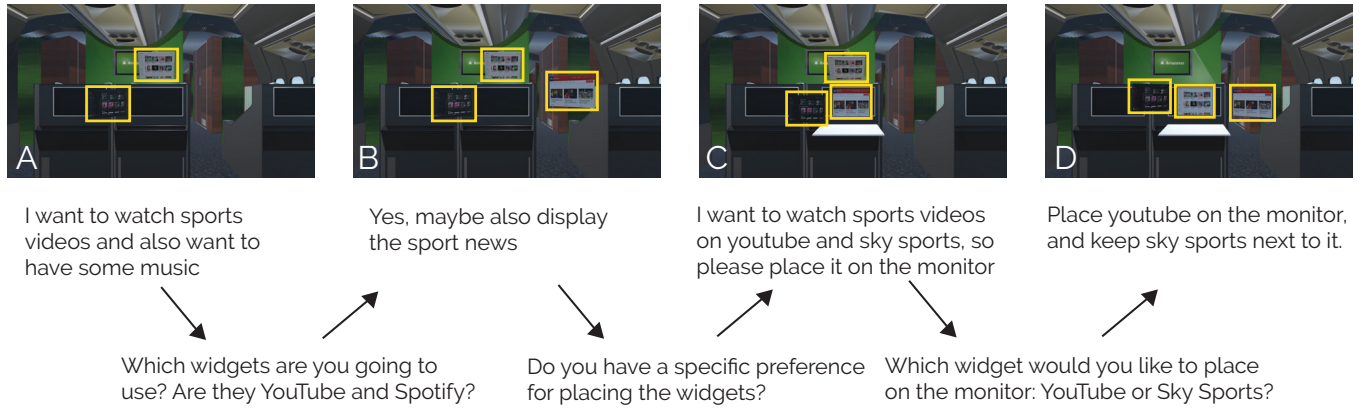 A
B
C
D
I want to watch sports
videos and also want to
have some music
Yes, maybe also display
the sport news
I want to watch sports videos
on youtube and sky sports, so
please place it on the monitor
Place youtube on the monitor,
and keep sky sports next to it.
Which widgets are you going to
use? Are they YouTube and Spotify?
Do you have a specific preference
for placing the widgets?
Which widget would you like to place
on the monitor: YouTube or Sky Sports?